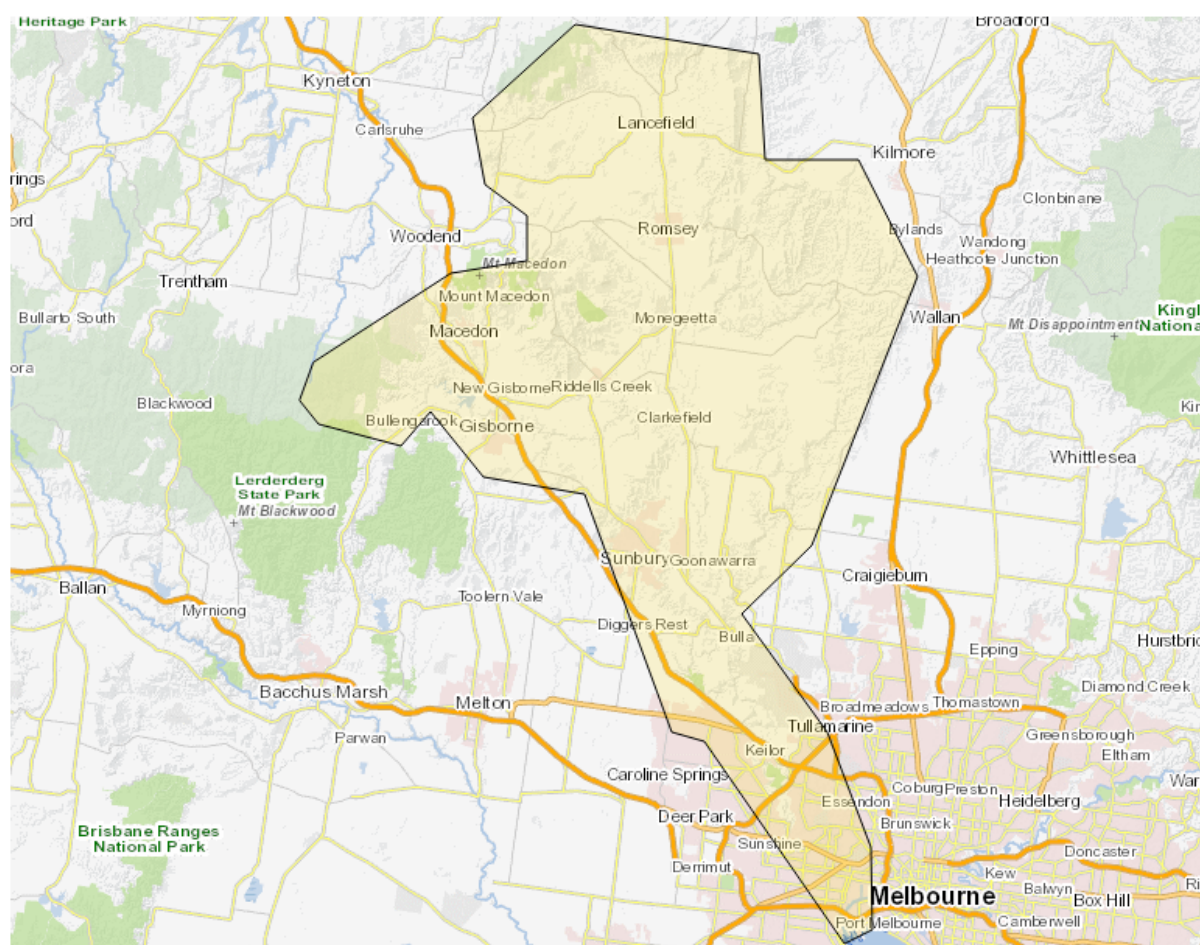 Heritage Park
Broadford
Kyneton
Lancefield
Carlsruhe
Kilmore
rings
Clonbinane
ord
Romsey
Bylands
Woodend
Wandong
Heathcote Junction
Mt Macedon
Trentham
Mount Macedon
Bullarto South
Monegeetta
Wallan
Mt Disappointment
Kingl
Nationa
Macedon
ora
New Gisborne
Riddells Creek
Blackwood
Kin
Bullengarook
Gisborne
Clarkefield
Whittlesea
Lerderderg
State Park
Mt Blackwood
Sunbury
Goonawarra
Craigieburn
Ballan
Myrniong
Toolern Vale
Diggers Rest
Bulla
Hurstbric
Epping
Bacchus Marsh
Diamond Creek
Melton
Broadmeadows
Thomastown
Tullamarine
Parwan
Greensborough
Keilor
Eltham
Caroline Springs
War
Coburg
Preston
Essendon
Heidelberg
Deer Park
Brunswick
Brisbane Ranges
National Park
Sunshine
Doncaster
Derrimut
Kew
Ri
Balwyn
Melbourne
Box Hill
Port Melbourne
Camberwell